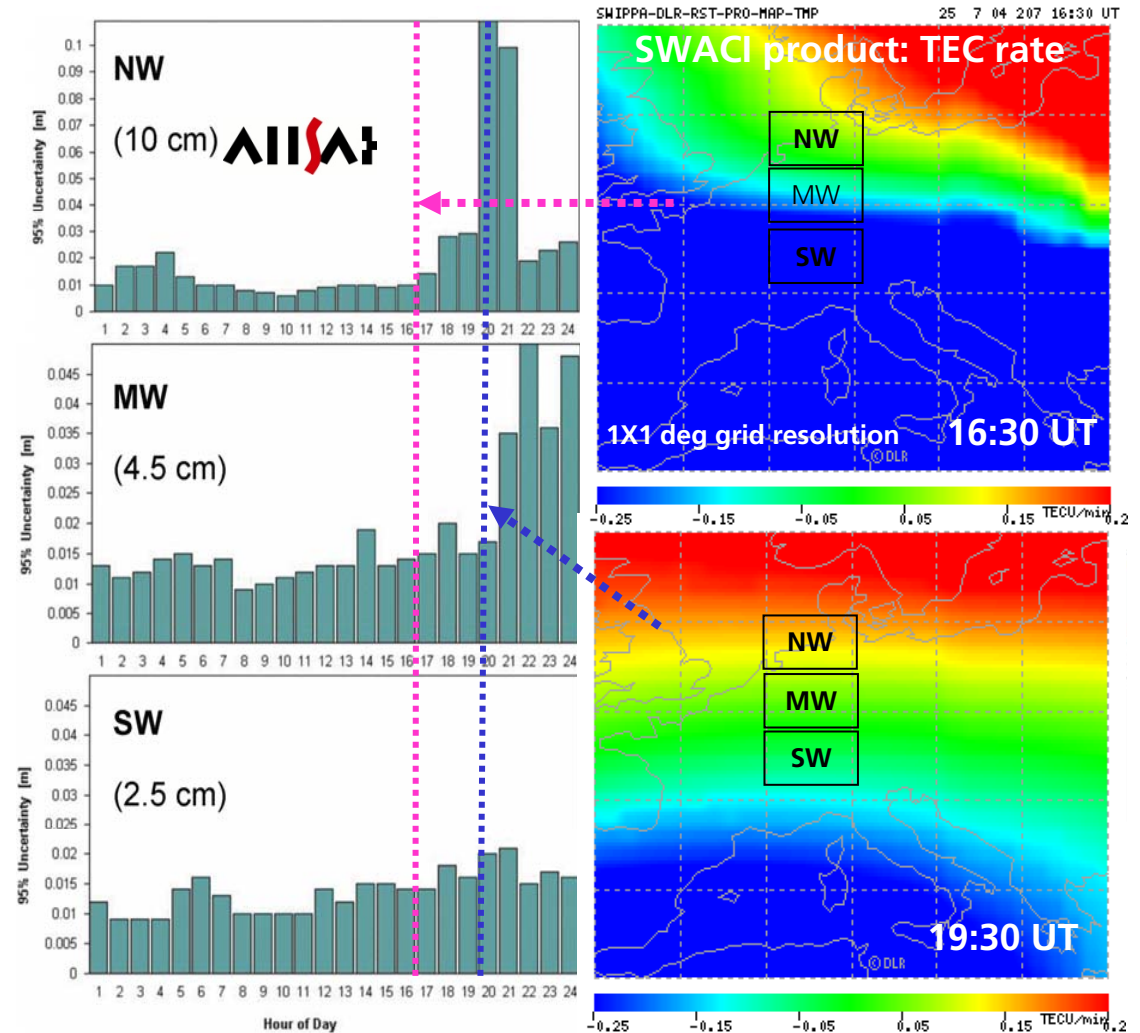 NW
(10 cm)
AllSat
95% Uncertainty [m]
0.1
0.09
0.08
0.07
0.06
0.05
0.04
0.03
0.02
0.01
0
1 2 3 4 5 6 7 8 9 10 11 12 13 14 15 16 17 18 19 20 21 22 23 24
MW
(4.5 cm)
95% Uncertainty [m]
0.045
0.04
0.03
0.03
0.025
0.02
0.015
0.01
0.005
0
1 2 3 4 5 6 7 8 9 10 11 12 13 14 15 16 17 18 19 20 21 22 23 24
SW
(2.5 cm)
95% Uncertainty [m]
0.045
0.04
0.035
0.03
0.025
0.02
0.015
0.01
0.005
0
1 2 3 4 5 6 7 8 9 10 11 12 13 14 15 16 17 18 19 20 21 22 23 24
Hour of Day
SWIPPA-DLR-RST-PRO-MAP-TMP 25 7 04 207 16:30 UT
SWACI product: TEC rate
NW
MW
SW
1X1 deg grid resolution 16:30 UT
©DLR
-0.25 -0.15 -0.05 0.05 0.15 TECU/min 0.2
NW
MW
SW
19:30 UT
©DLR
-0.25 -0.15 -0.05 0.05 0.15 TECU/min 0.2